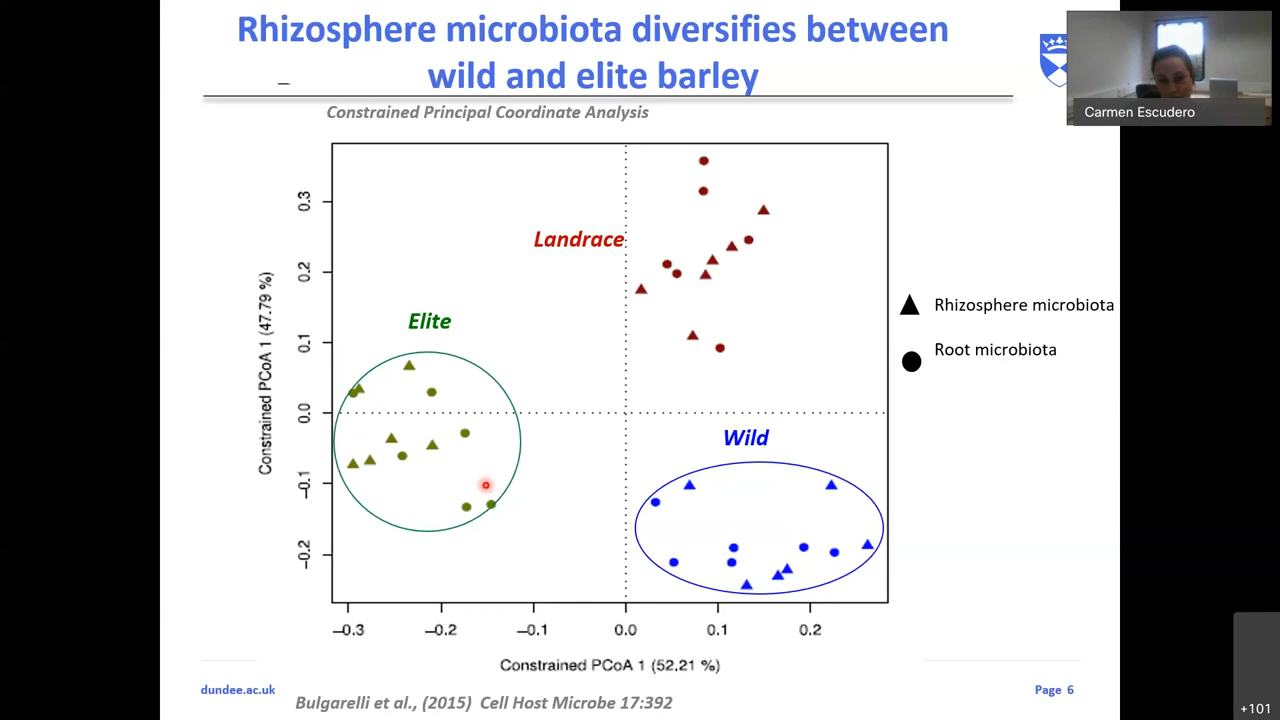 Rhizosphere microbiota diversifies between
wild and elite barley
Carmen Escudero
Constrained Principal Coordinate Analysis
Landrace
Elite
Wild
Rhizosphere microbiota
Root microbiota
Constrained PCoA 1 (47.79 %)
0.3
0.2
0.1
0.0
–0.1
–0.2
–0.3
–0.2
–0.1
0.0
0.1
0.2
Constrained PCoA 1 (52.21 %)
dundee.ac.uk
Bulgarelli et al., (2015) Cell Host Microbe 17:392
Page 6
+101